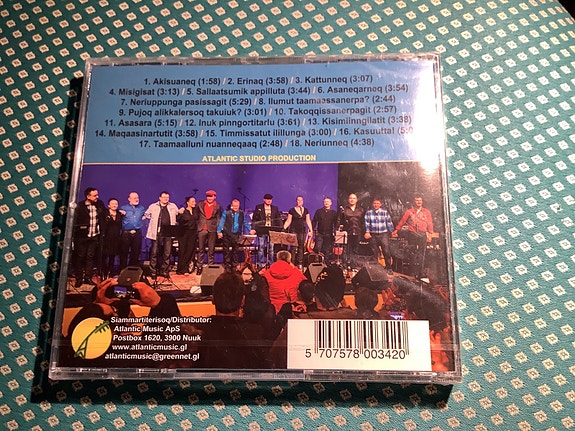 1. Akisuaneq (1:58) / 2. Erinaq (3:58) / 3. Kattunneq (3:07)
4. Misigisat (3:13) / 5. Sallaatsumik appilluta (3:44) / 6. Asaneqarneq (3:54)
7. Neriuppunga pasissagit (5:29) / 8. Ilumut taamaassanerpa? (2:44)
9. Pujoq alikkalersoq takuiuk? (3:01) / 10. Takoqqissanerpagit (2:57)
11. Asasara (5:15) / 12. Inuk pinngortitarlu (3:61) / 13. Kisimiinngilatit (3:38)
14. Maqaasinartutit (3:58) / 15. Timmissatut ilillunga (3:00) / 16. Kasuutta!
17. Taamaalluni nuanneqaaq (2:48) / 18. Neriunneq (4:38)
ATLANTIC STUDIO PRODUCTION
Siammartiterisoq/Distributor:
Atlantic Music ApS
Postbox 1620, 3900 Nuuk
www.atlanticmusic.gl
atlanticmusic@greennet.gl
5 707578 003420